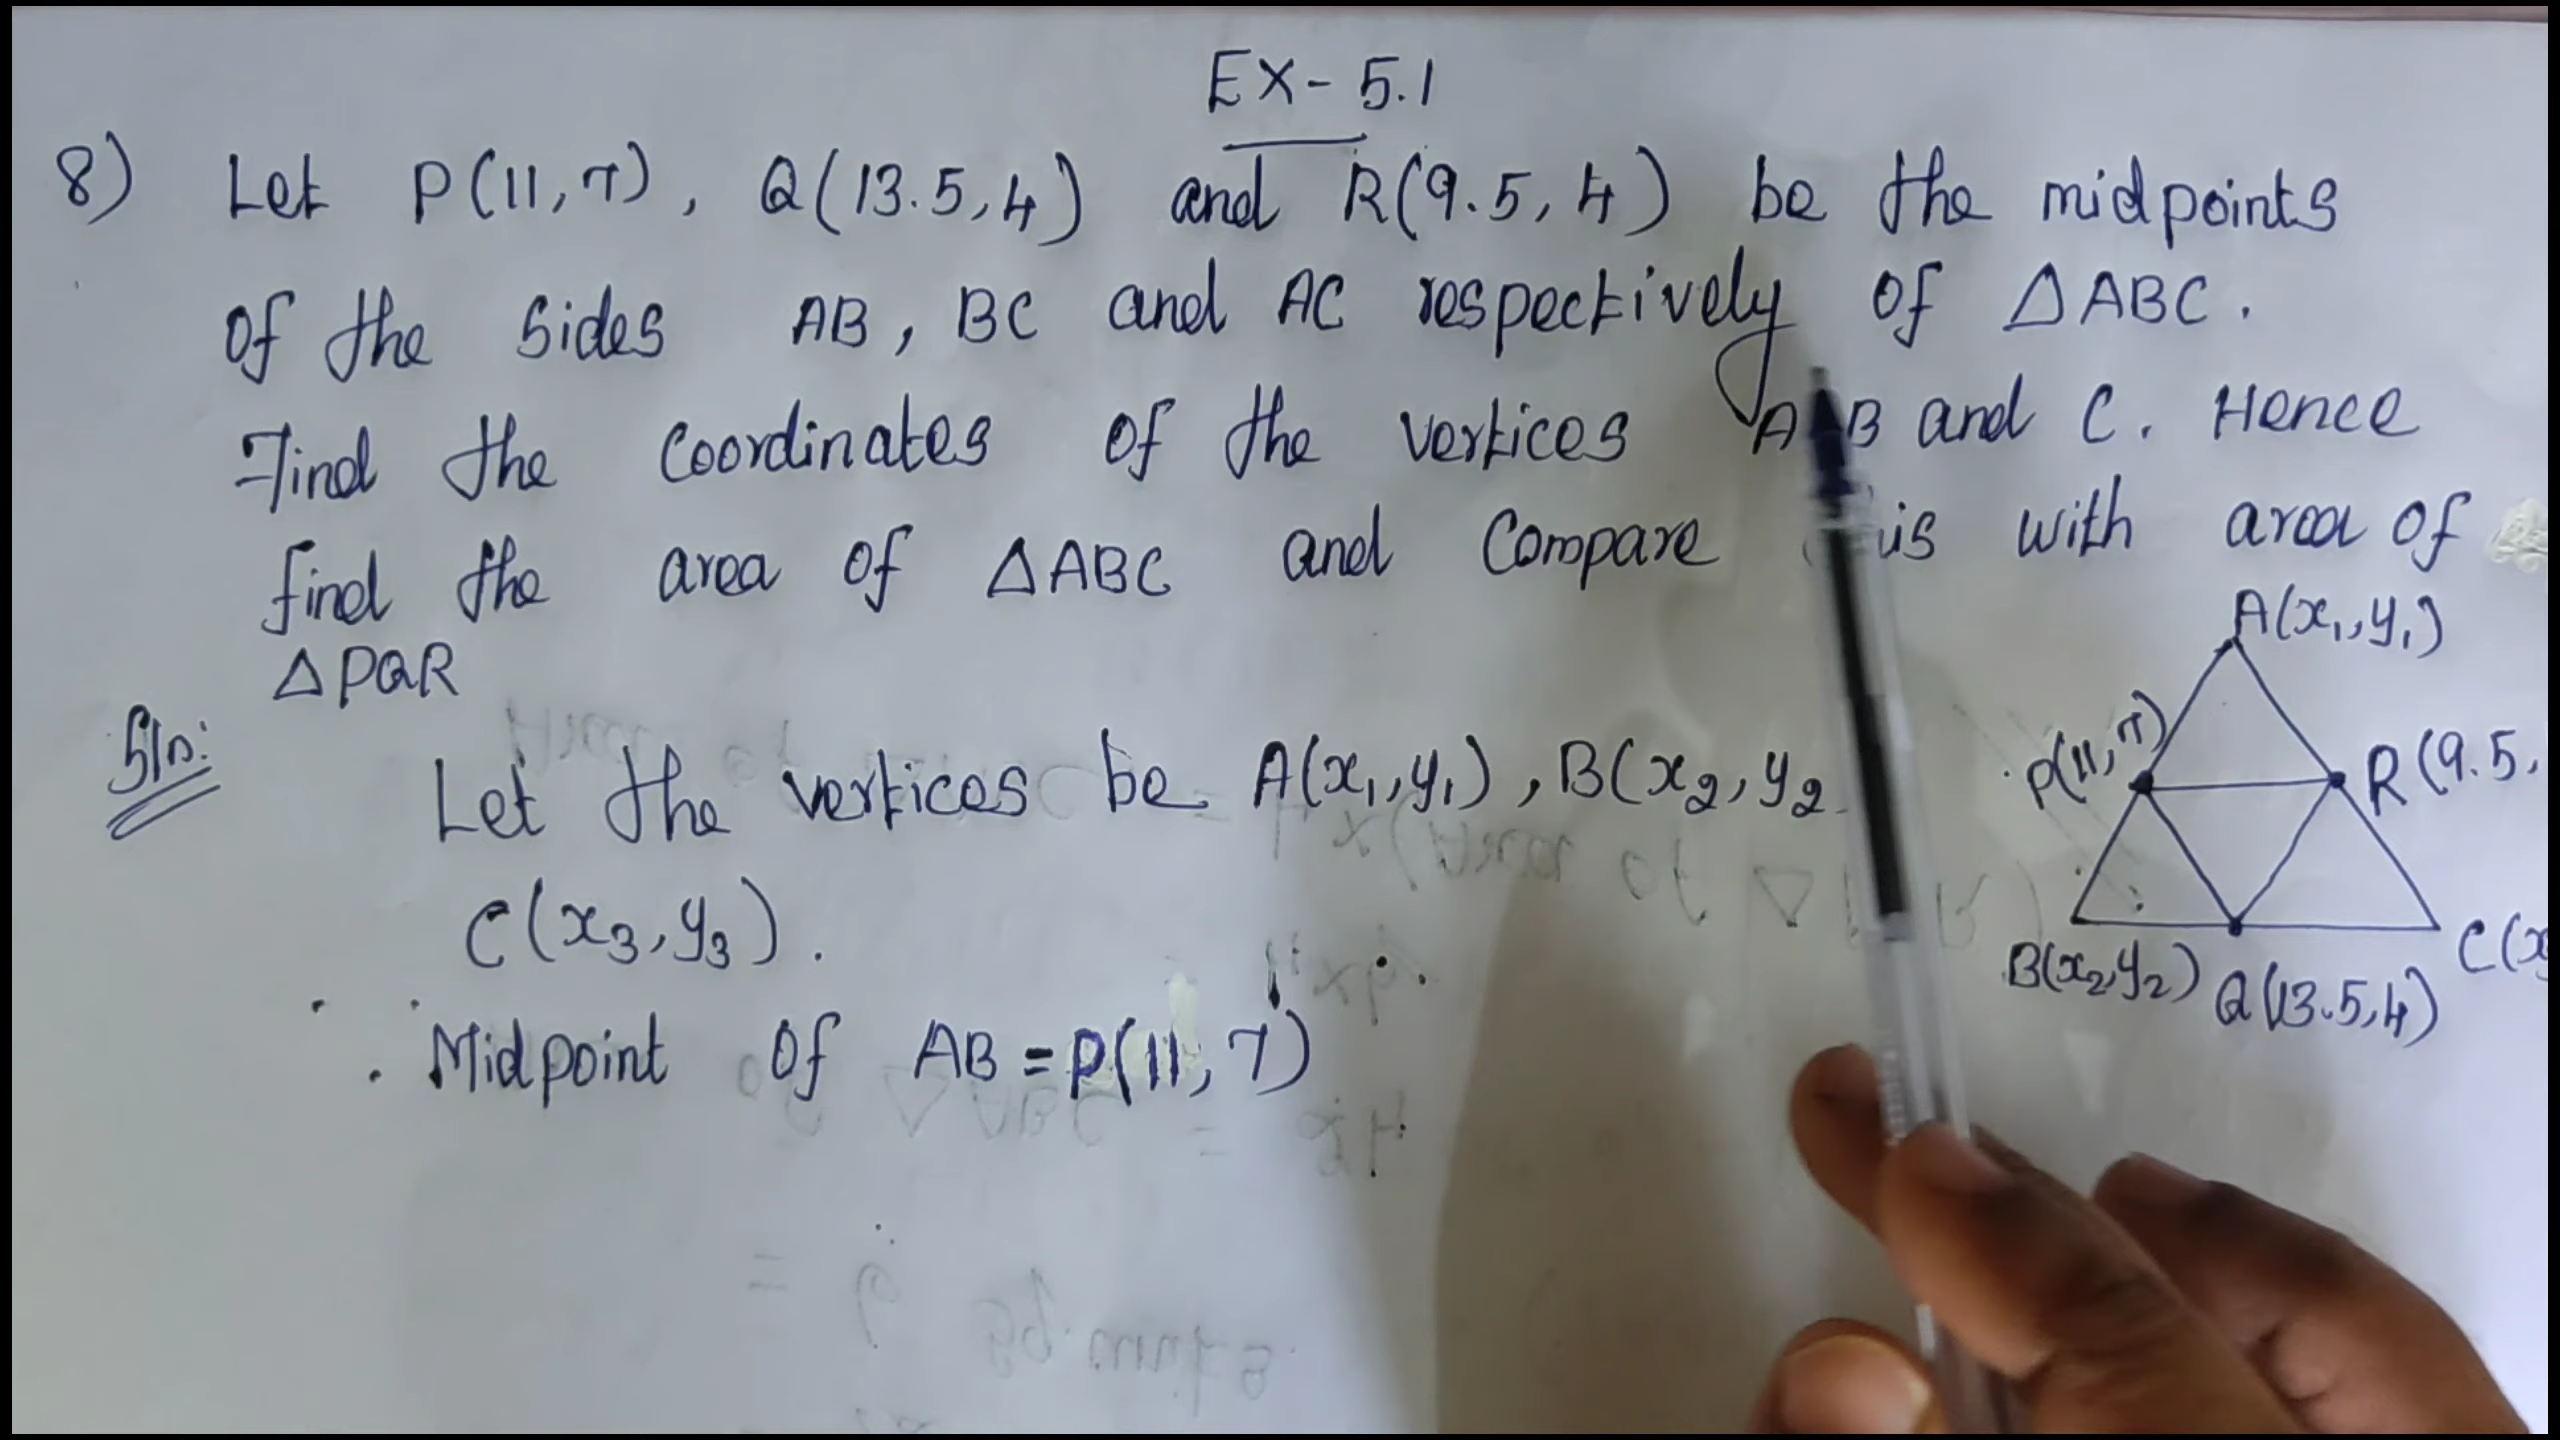 EX - 5.1
8) Let P(11,7), Q(13.5,4) and R(9.5,4) be the midpoints
of the sides AB, BC and AC respectively of △ABC.
Find the coordinates of the vertices A B and C. Hence
find the area of △ABC and Compare is with area of
△PQR
A(x₁,y₁)
Sln:
P(11,7)
R(9.5,
Let the vertices be A(x₁,y₁), B(x₂,y₂
C(x₃,y₃).
B(x₂,y₂) Q(13.5,4) C(x
∴ Midpoint Of AB = P(11,7)